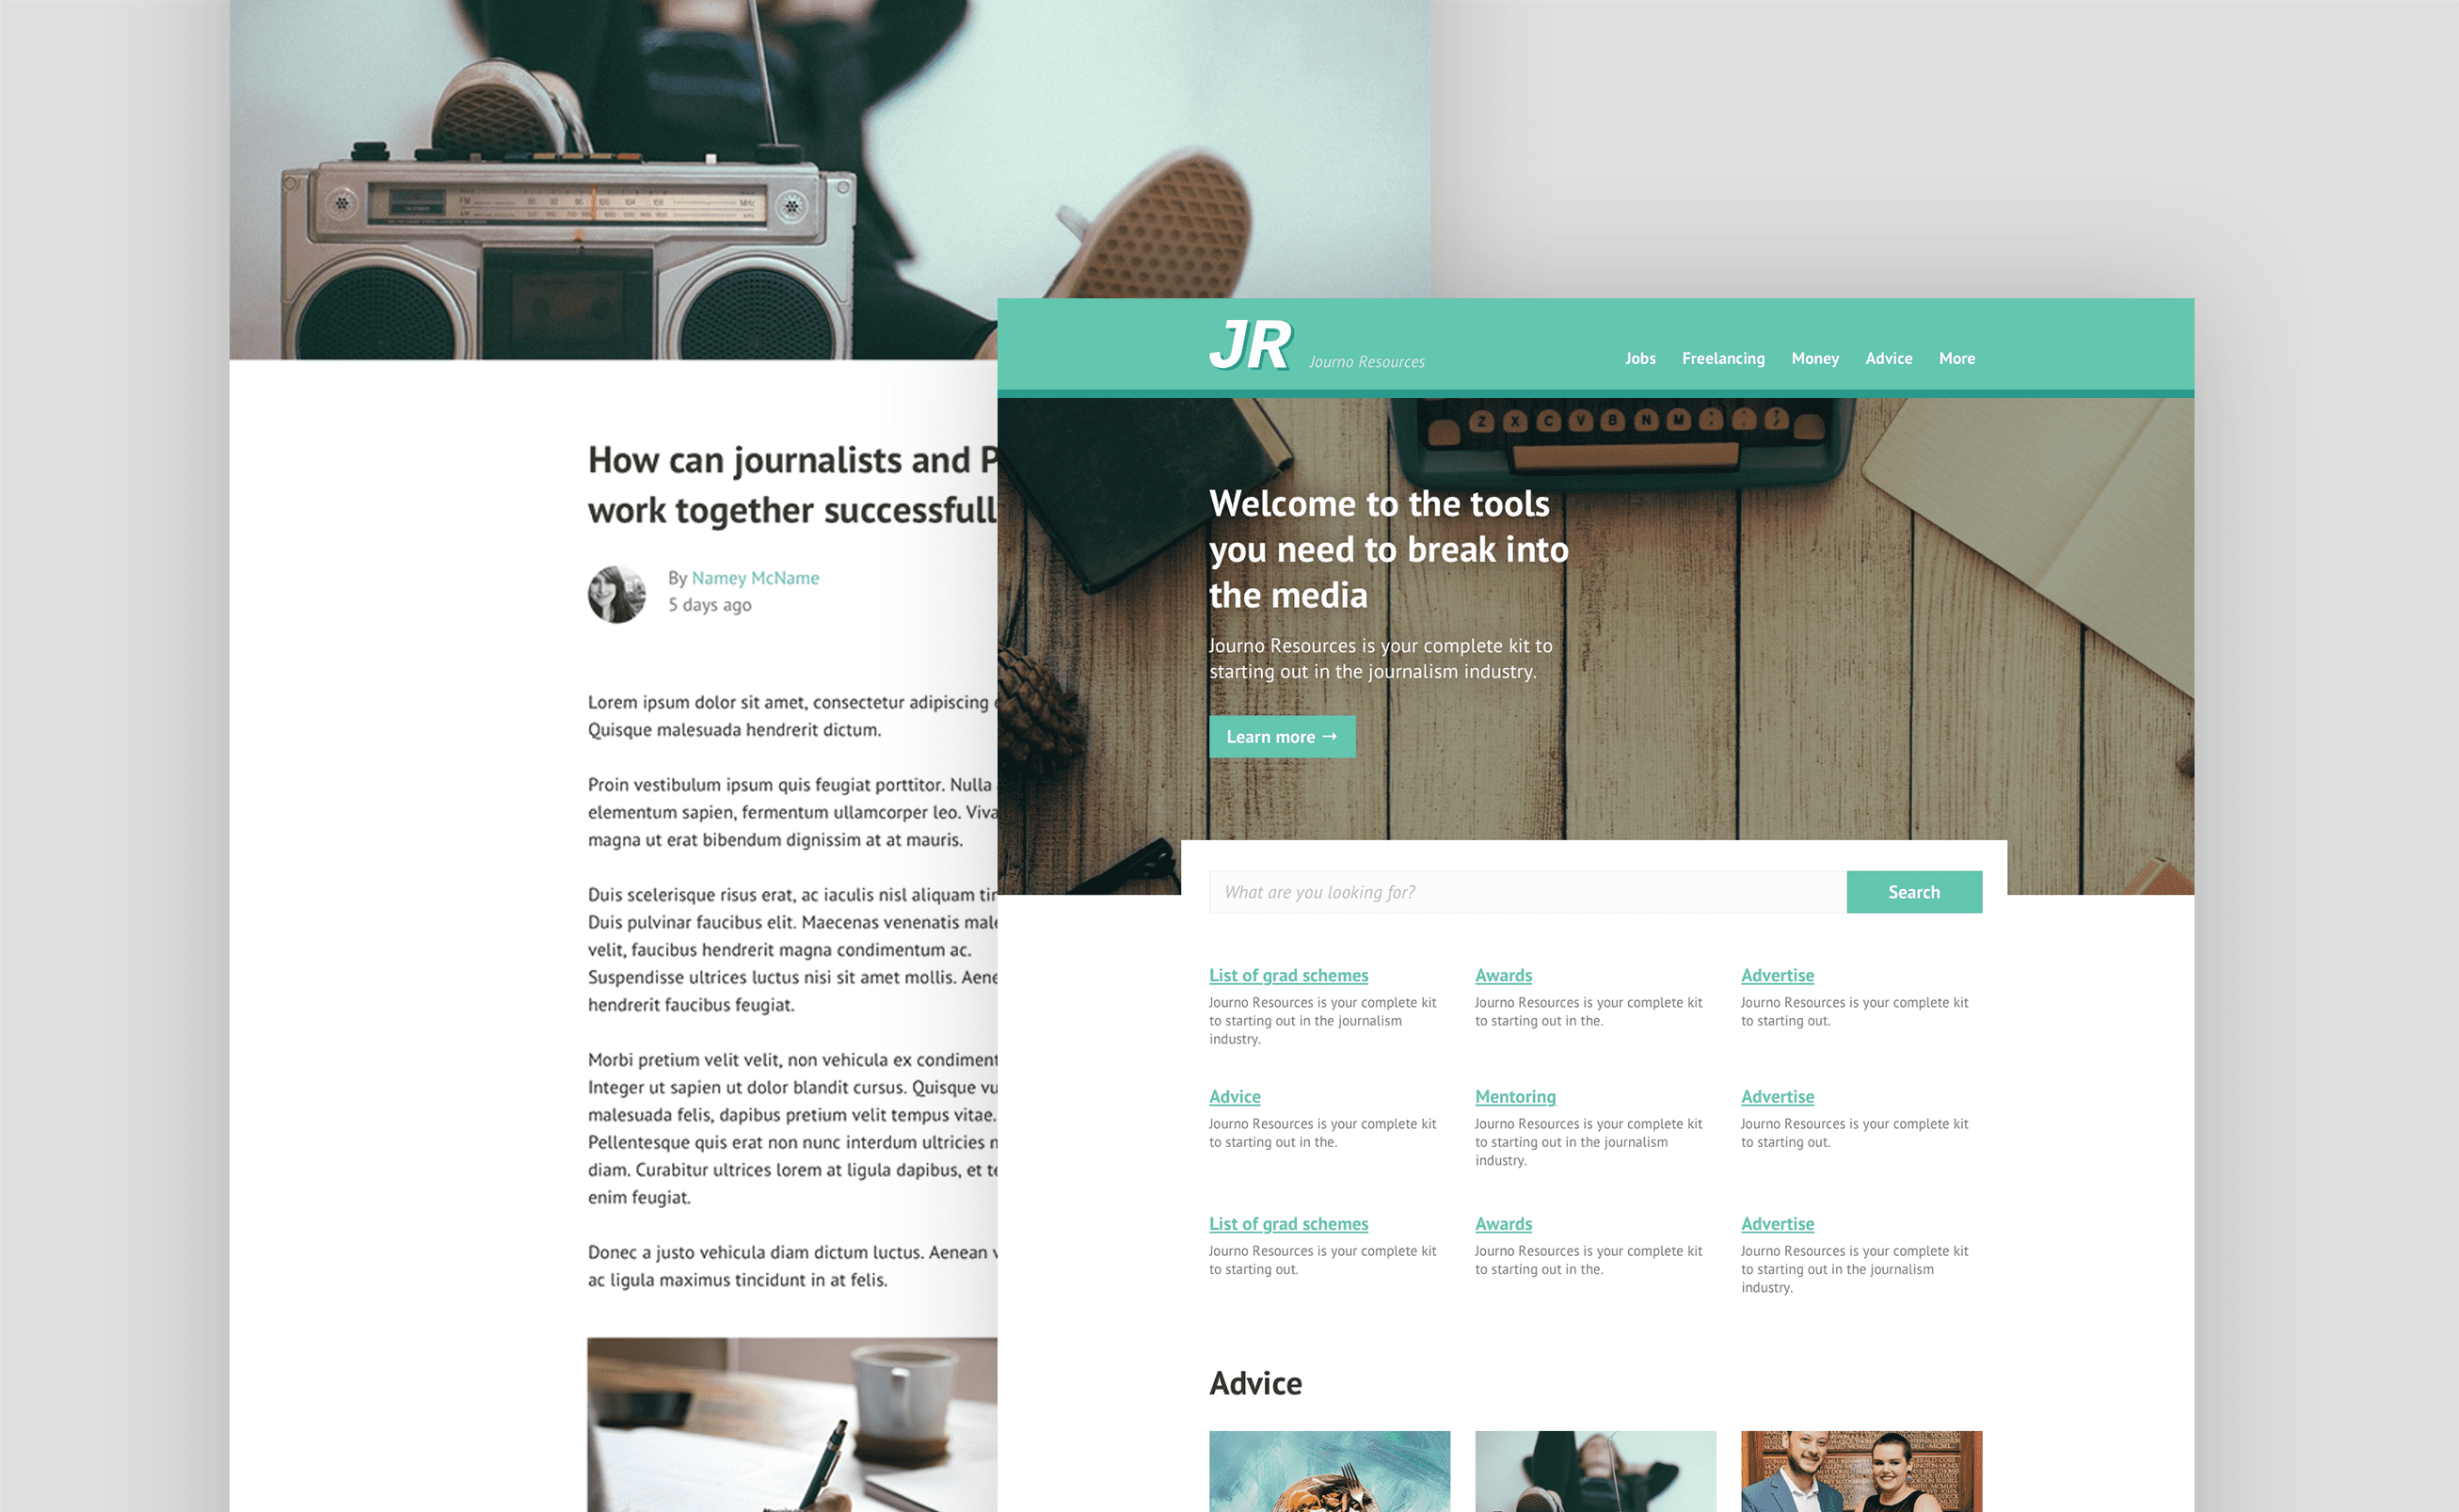 How can journalists and P
work together successfull
By Namey McName
5 days ago
Lorem ipsum dolor sit amet, consectetur adipiscing
Quisque malesuada hendrerit dictum.
Proin vestibulum ipsum quis feugiat porttitor. Nulla
elementum sapien, fermentum ullamcorper leo. Viva
magna ut erat bibendum dignissim at at mauris.
Duis scelerisque risus erat, ac iaculis nisl aliquam
Duis pulvinar faucibus elit. Maecenas venenatis
velit, faucibus hendrerit magna condimentum ac.
Suspendisse ultrices luctus nisi sit amet mollis. Aene
hendrerit faucibus feugiat.
Morbi pretium velit velit, non vehicula ex condiment
Integer ut sapien ut dolor blandit cursus. Quisque vu
malesuada felis, dapibus pretium velit tempus vitae.
Pellentesque quis erat non nunc interdum ultricies
diam. Curabitur ultrices lorem at ligula dapibus, et
enim feugiat.
Donec a justo vehicula diam dictum luctus. Aenean
ac ligula maximus tincidunt in at felis.
JR Journo Resources
Jobs Freelancing Money Advice More
Z X C V B N M
Welcome to the tools
you need to break into
the media
Journo Resources is your complete kit to
starting out in the journalism industry.
Learn more →
What are you looking for? Search
List of grad schemes
Journo Resources is your complete kit
to starting out in the journalism
industry.
Awards
Journo Resources is your complete kit
to starting out in the.
Advertise
Journo Resources is your complete kit
to starting out.
Advice
Journo Resources is your complete kit
to starting out in the.
Mentoring
Journo Resources is your complete kit
to starting out in the journalism
industry.
Advertise
Journo Resources is your complete kit
to starting out.
List of grad schemes
Journo Resources is your complete kit
to starting out.
Awards
Journo Resources is your complete kit
to starting out in the.
Advertise
Journo Resources is your complete kit
to starting out in the journalism
industry.
Advice